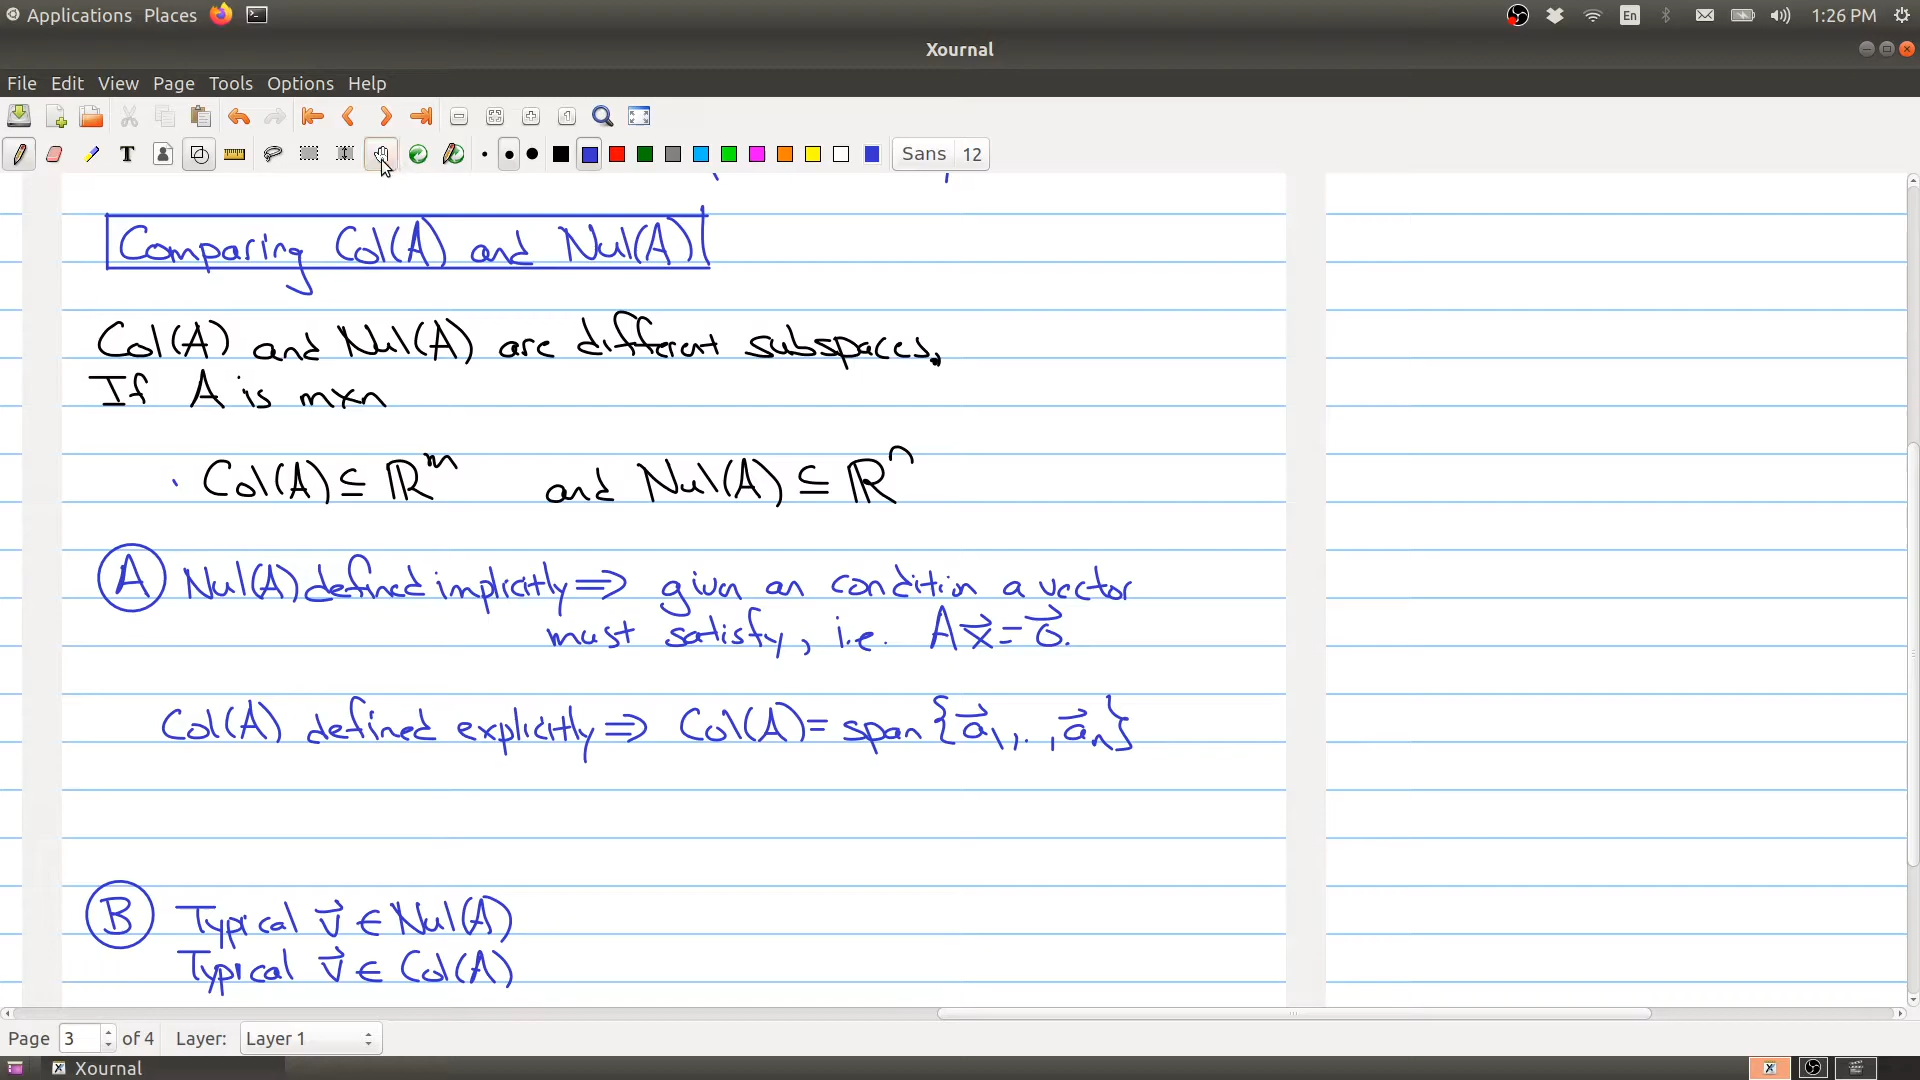 Applications Places En 1:26 PM
Xournal
File Edit View Page Tools Options Help
T Sans 12
Comparing Col(A) and Nul(A)
Col(A) and Nul(A) are different subspaces.
If A is mxn
· Col(A) ⊆ ℝᵐ and Nul(A) ⊆ ℝⁿ
Ⓐ Nul(A) defined implicitly ⟹ given an condition a vector
must satisfy, i.e. Ax⃗=0⃗.
Col(A) defined explicitly ⟹ Col(A)= span{a⃗₁,..,a⃗ₙ}
Ⓑ Typical v⃗ ∈ Nul(A)
Typical v⃗ ∈ Col(A)
Page 3 of 4 Layer: Layer 1
Xournal